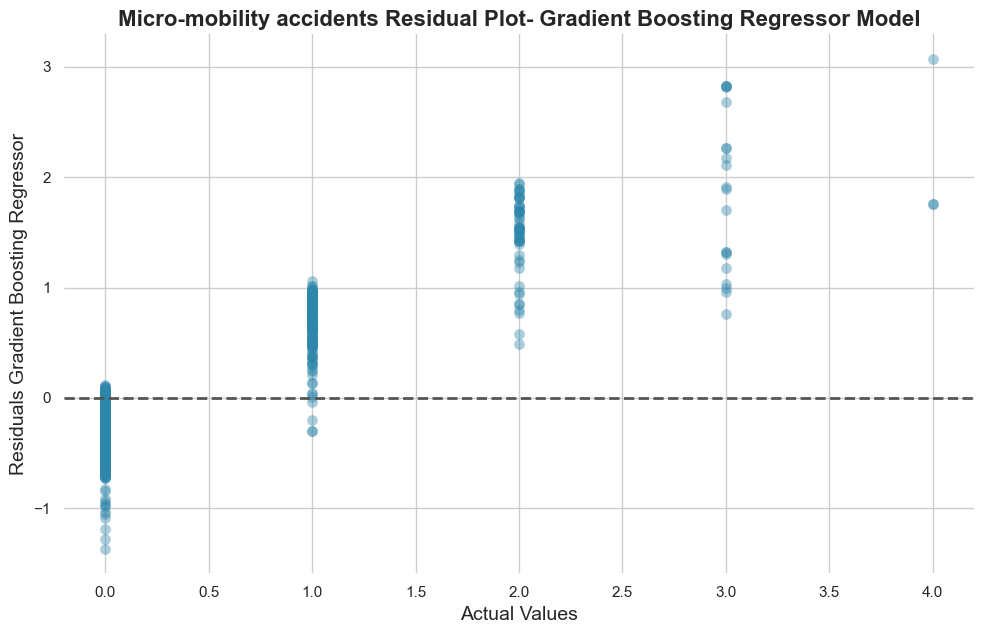 Micro-mobility accidents Residual Plot- Gradient Boosting Regressor Model
Residuals Gradient Boosting Regressor
3
2
1
0
−1
0.0 0.5 1.0 1.5 2.0 2.5 3.0 3.5 4.0
Actual Values